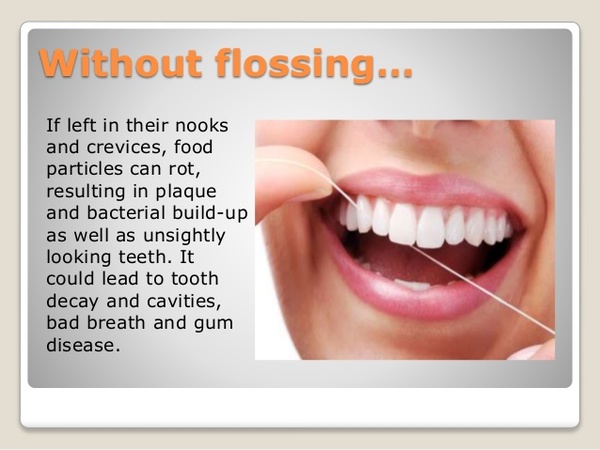 Without flossing...
If left in their nooks
and crevices, food
particles can rot,
resulting in plaque
and bacterial build-up
as well as unsightly
looking teeth. It
could lead to tooth
decay and cavities,
bad breath and gum
disease.